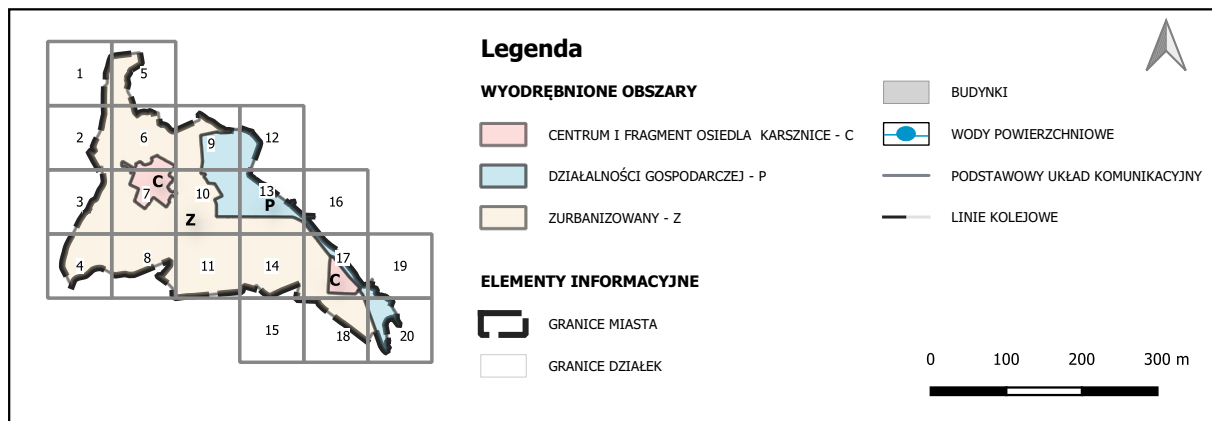 1
5
2
6
9
12
3
7
C
10
13
P
16
Z
4
8
11
14
17
C
19
15
18
20
Legenda
WYODRĘBNIONE OBSZARY
CENTRUM I FRAGMENT OSIEDLA KARSZNICE - C
DZIAŁALNOŚCI GOSPODARCZEJ - P
ZURBANIZOWANY - Z
ELEMENTY INFORMACYJNE
GRANICE MIASTA
GRANICE DZIAŁEK
BUDYNKI
WODY POWIERZCHNIOWE
PODSTAWOWY UKŁAD KOMUNIKACYJNY
LINIE KOLEJOWE
0 100 200 300 m